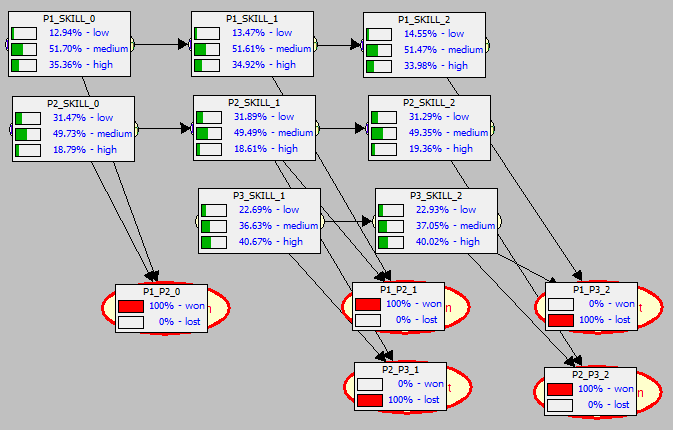 P1_SKILL_0
12.94% - low
51.70% - medium
35.36% - high
P1_SKILL_1
13.47% - low
51.61% - medium
34.92% - high
P1_SKILL_2
14.55% - low
51.47% - medium
33.98% - high
P2_SKILL_0
31.47% - low
49.73% - medium
18.79% - high
P2_SKILL_1
31.89% - low
49.49% - medium
18.61% - high
P2_SKILL_2
31.29% - low
49.35% - medium
19.36% - high
P3_SKILL_1
22.69% - low
36.63% - medium
40.67% - high
P3_SKILL_2
22.93% - low
37.05% - medium
40.02% - high
P1_P2_0
100% - won
0% - lost
n
P1_P2_1
100% - won
0% - lost
n
P1_P3_2
0% - won
100% - lost
t
P2_P3_1
0% - won
100% - lost
t
P2_P3_2
100% - won
0% - lost
n